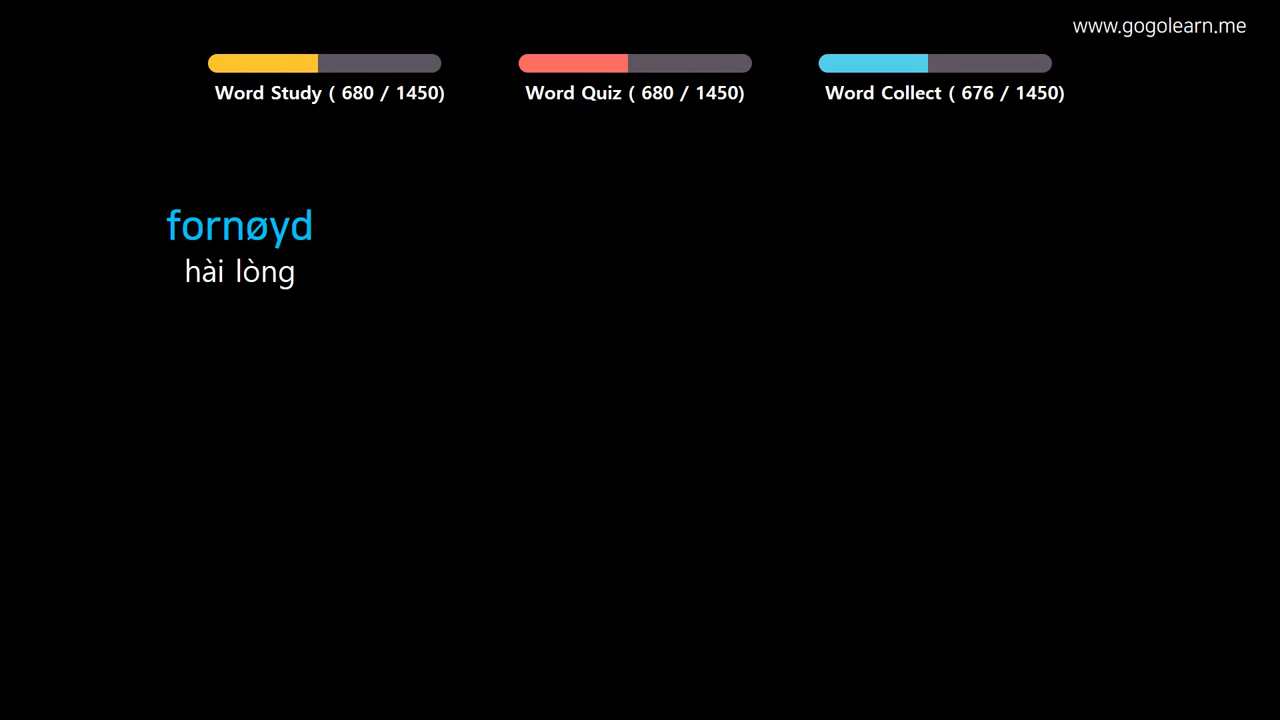 www.gogolearn.me
Word Study ( 680 / 1450)
Word Quiz ( 680 / 1450)
Word Collect ( 676 / 1450)
fornøyd
hài lòng